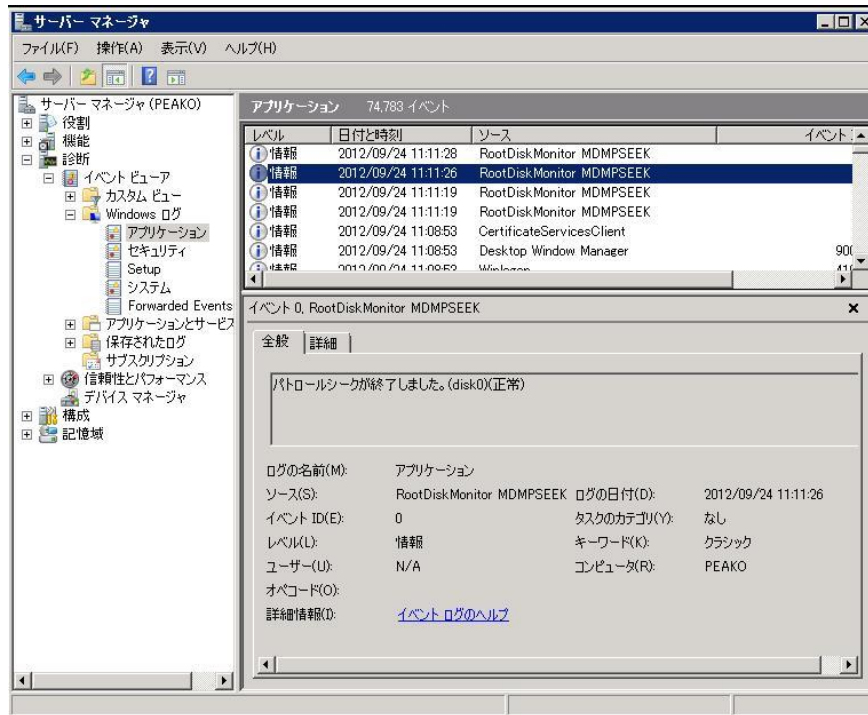 サーバー マネージャ
ファイル(F) 操作(A) 表示(V) ヘルプ(H)
サーバー マネージャ (PEAKO)
役割
機能
診断
イベント ビューア
カスタム ビュー
Windows ログ
アプリケーション
セキュリティ
Setup
システム
Forwarded Events
アプリケーションとサービス
保存されたログ
サブスクリプション
信頼性とパフォーマンス
デバイス マネージャ
構成
記憶域
アプリケーション 74,783 イベント
レベル 日付と時刻 ソース イベント
情報 2012/09/24 11:11:28 RootDiskMonitor MDMPSEEK
情報 2012/09/24 11:11:26 RootDiskMonitor MDMPSEEK
情報 2012/09/24 11:11:19 RootDiskMonitor MDMPSEEK
情報 2012/09/24 11:11:19 RootDiskMonitor MDMPSEEK
情報 2012/09/24 11:08:53 CertificateServicesClient
情報 2012/09/24 11:08:53 Desktop Window Manager 900
情報 2012/09/24 11:08:53 Winlogon
イベント 0, RootDiskMonitor MDMPSEEK
全般 詳細
パトロールシークが終了しました。(disk0)(正常)
ログの名前(M): アプリケーション
ソース(S): RootDiskMonitor MDMPSEEK ログの日付(D): 2012/09/24 11:11:26
イベント ID(E): 0 タスクのカテゴリ(Y): なし
レベル(L): 情報 キーワード(K): クラシック
ユーザー(U): N/A コンピュータ(R): PEAKO
オペコード(O):
詳細情報(I): イベント ログのヘルプ